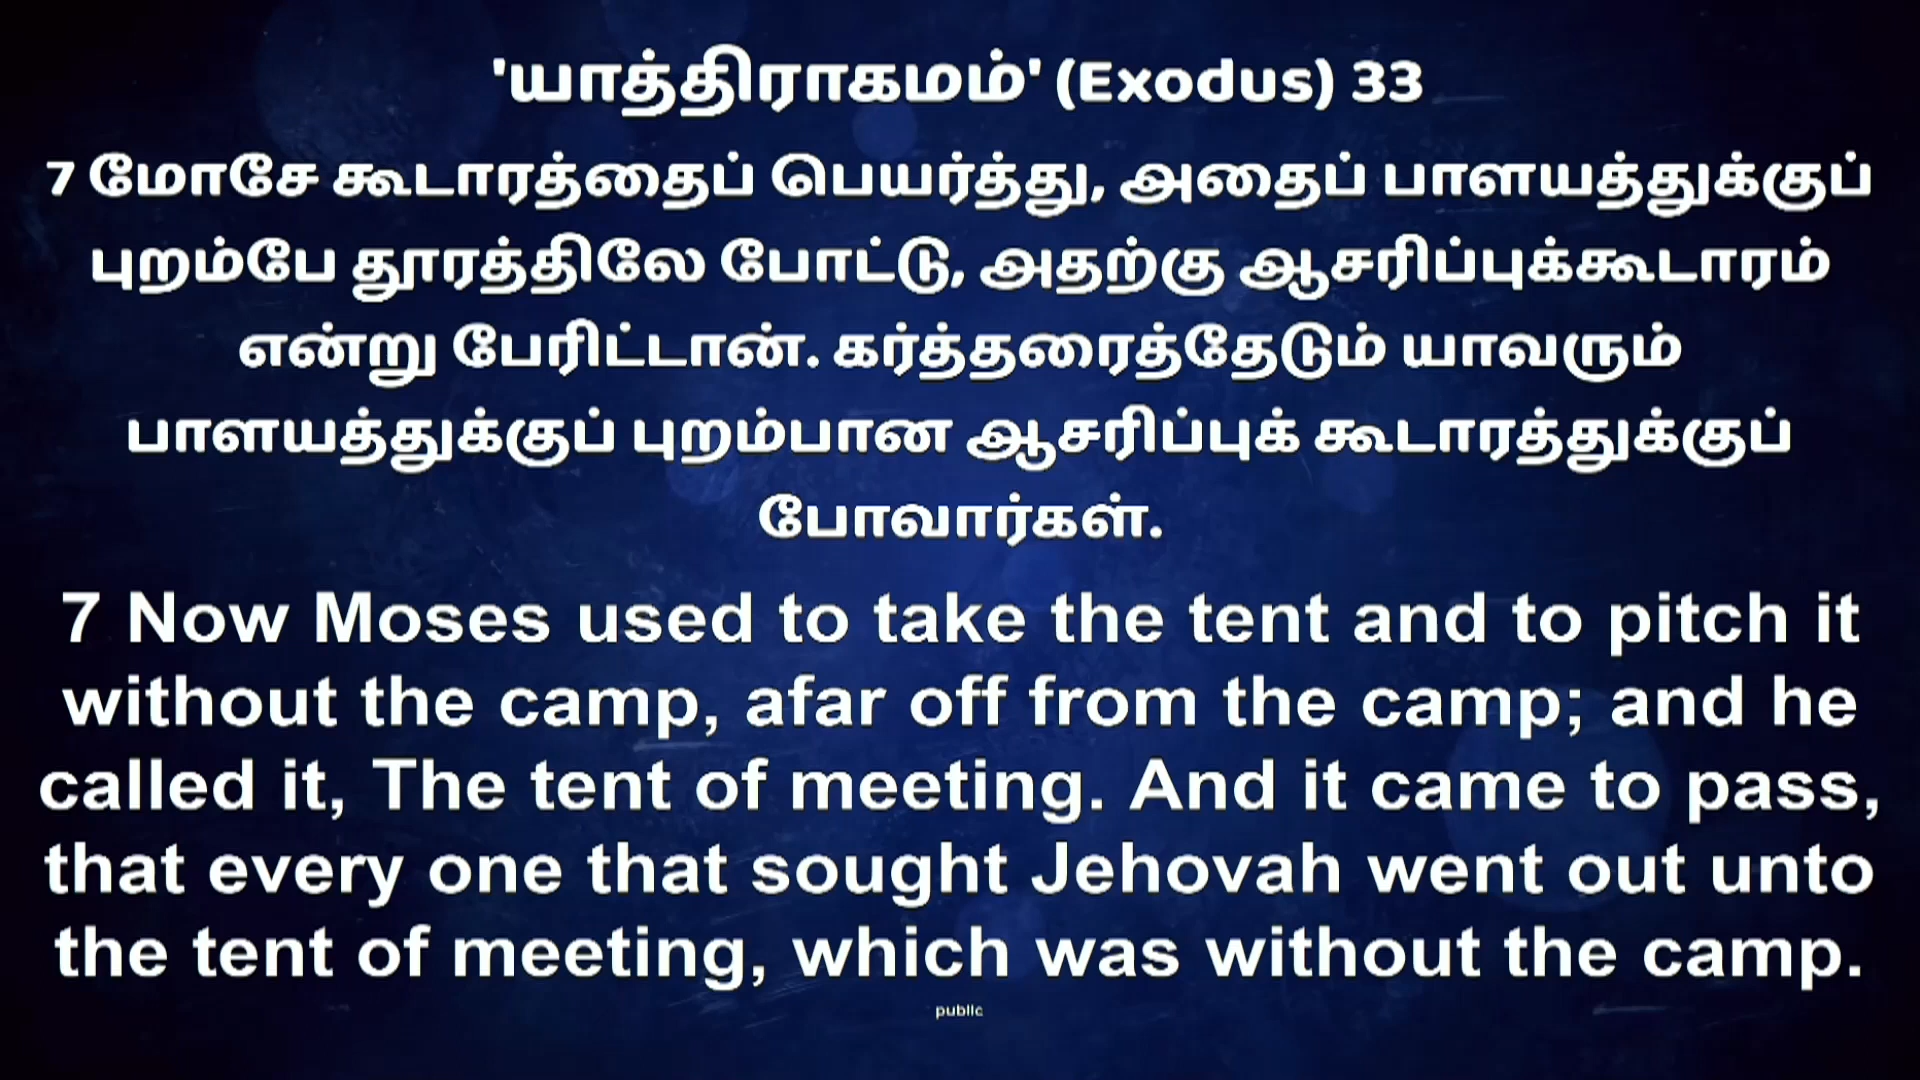 'யாத்திராகமம்' (Exodus) 33
7 மோசே கூடாரத்தைப் பெயர்த்து, அதைப் பாளயத்துக்குப்
புறம்பே தூரத்திலே போட்டு, அதற்கு ஆசரிப்புக்கூடாரம்
என்று பேரிட்டான். கர்த்தரைத்தேடும் யாவரும்
பாளயத்துக்குப் புறம்பான ஆசரிப்புக் கூடாரத்துக்குப்
போவார்கள்.
7 Now Moses used to take the tent and to pitch it
without the camp, afar off from the camp; and he
called it, The tent of meeting. And it came to pass,
that every one that sought Jehovah went out unto
the tent of meeting, which was without the camp.
public